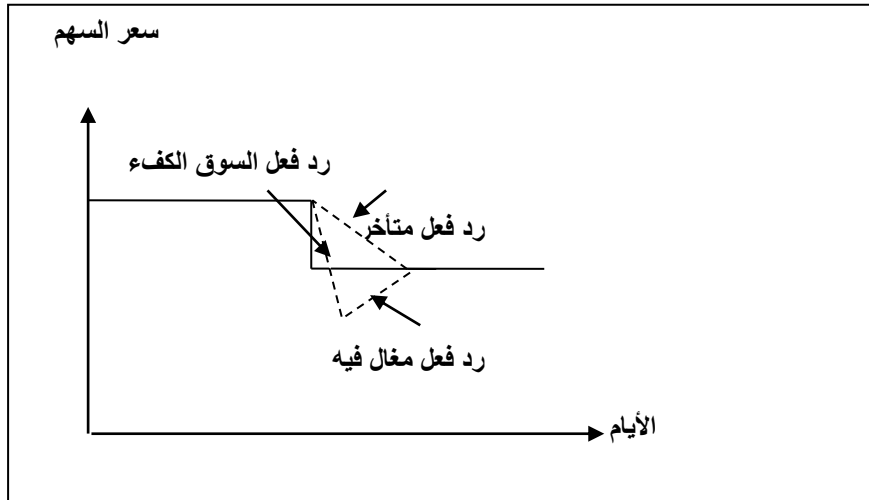 سعر السهم
رد فعل السوق الكفء
رد فعل متأخر
رد فعل مغال فيه
الأيام